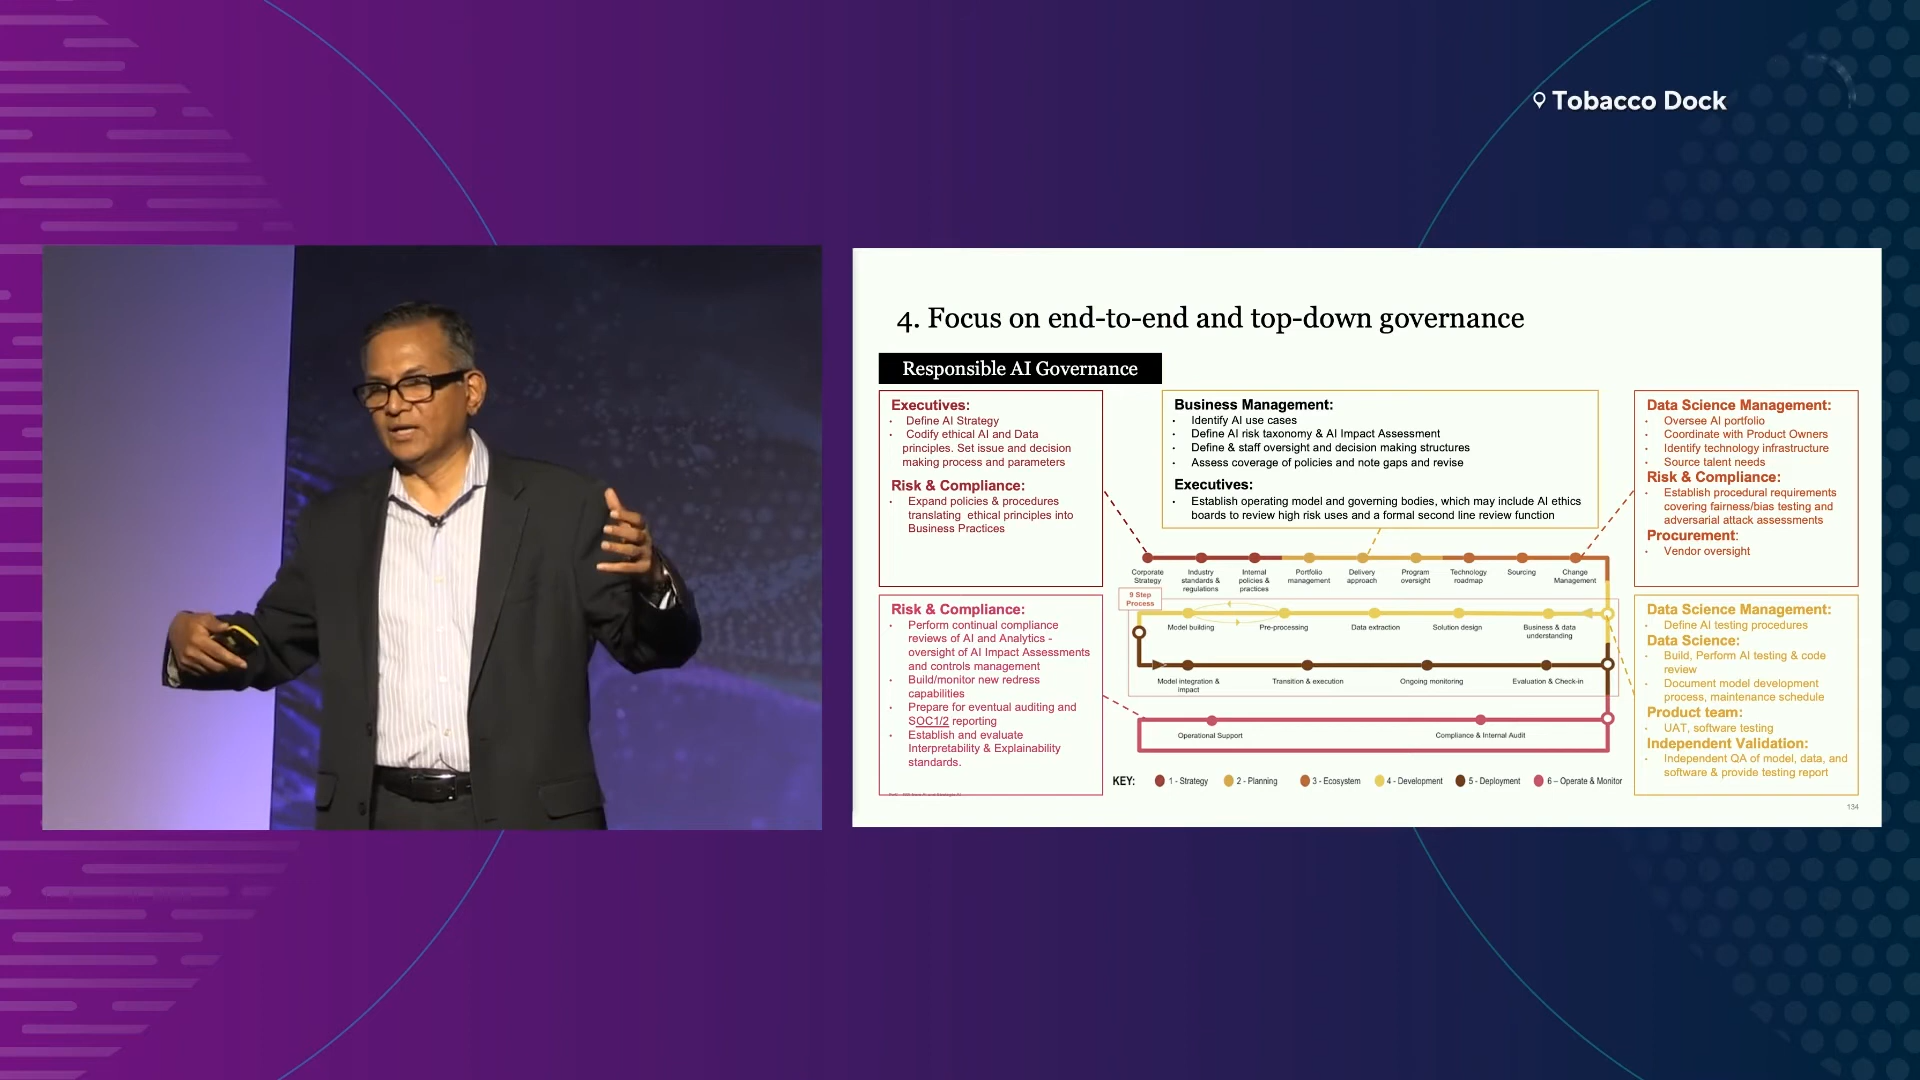 Tobacco Dock
4. Focus on end-to-end and top-down governance
Responsible AI Governance
Executives:
· Define AI Strategy
· Codify ethical AI and Data
principles. Set issue and decision
making process and parameters
Risk & Compliance:
· Expand policies & procedures
translating ethical principles into
Business Practices
Business Management:
· Identify AI use cases
· Define AI risk taxonomy & AI Impact Assessment
· Define & staff oversight and decision making structures
· Assess coverage of policies and note gaps and revise
Executives:
· Establish operating model and governing bodies, which may include AI ethics
boards to review high risk uses and a formal second line review function
Data Science Management:
· Oversee AI portfolio
· Coordinate with Product Owners
· Identify technology infrastructure
· Source talent needs
Risk & Compliance:
· Establish procedural requirements
covering fairness/bias testing and
adversarial attack assessments
Procurement:
· Vendor oversight
Corporate
Strategy
Industry
standards &
regulations
Internal
policies &
practices
Portfolio
management
Delivery
approach
Program
oversight
Technology
roadmap
Sourcing
Change
Management
9 Step
Process
Model building
Pre-processing
Data extraction
Solution design
Business & data
understanding
Model integration &
impact
Transition & execution
Ongoing monitoring
Evaluation & Check-in
Operational Support
Compliance & Internal Audit
Risk & Compliance:
· Perform continual compliance
reviews of AI and Analytics -
oversight of AI Impact Assessments
and controls management
· Build/monitor new redress
capabilities
· Prepare for eventual auditing and
SOC1/2 reporting
· Establish and evaluate
Interpretability & Explainability
standards.
Data Science Management:
· Define AI testing procedures
Data Science:
· Build, Perform AI testing & code
review
· Document model development
process, maintenance schedule
Product team:
· UAT, software testing
Independent Validation:
· Independent QA of model, data, and
software & provide testing report
KEY: 1 - Strategy 2 - Planning 3 - Ecosystem 4 - Development 5 - Deployment 6 – Operate & Monitor
134